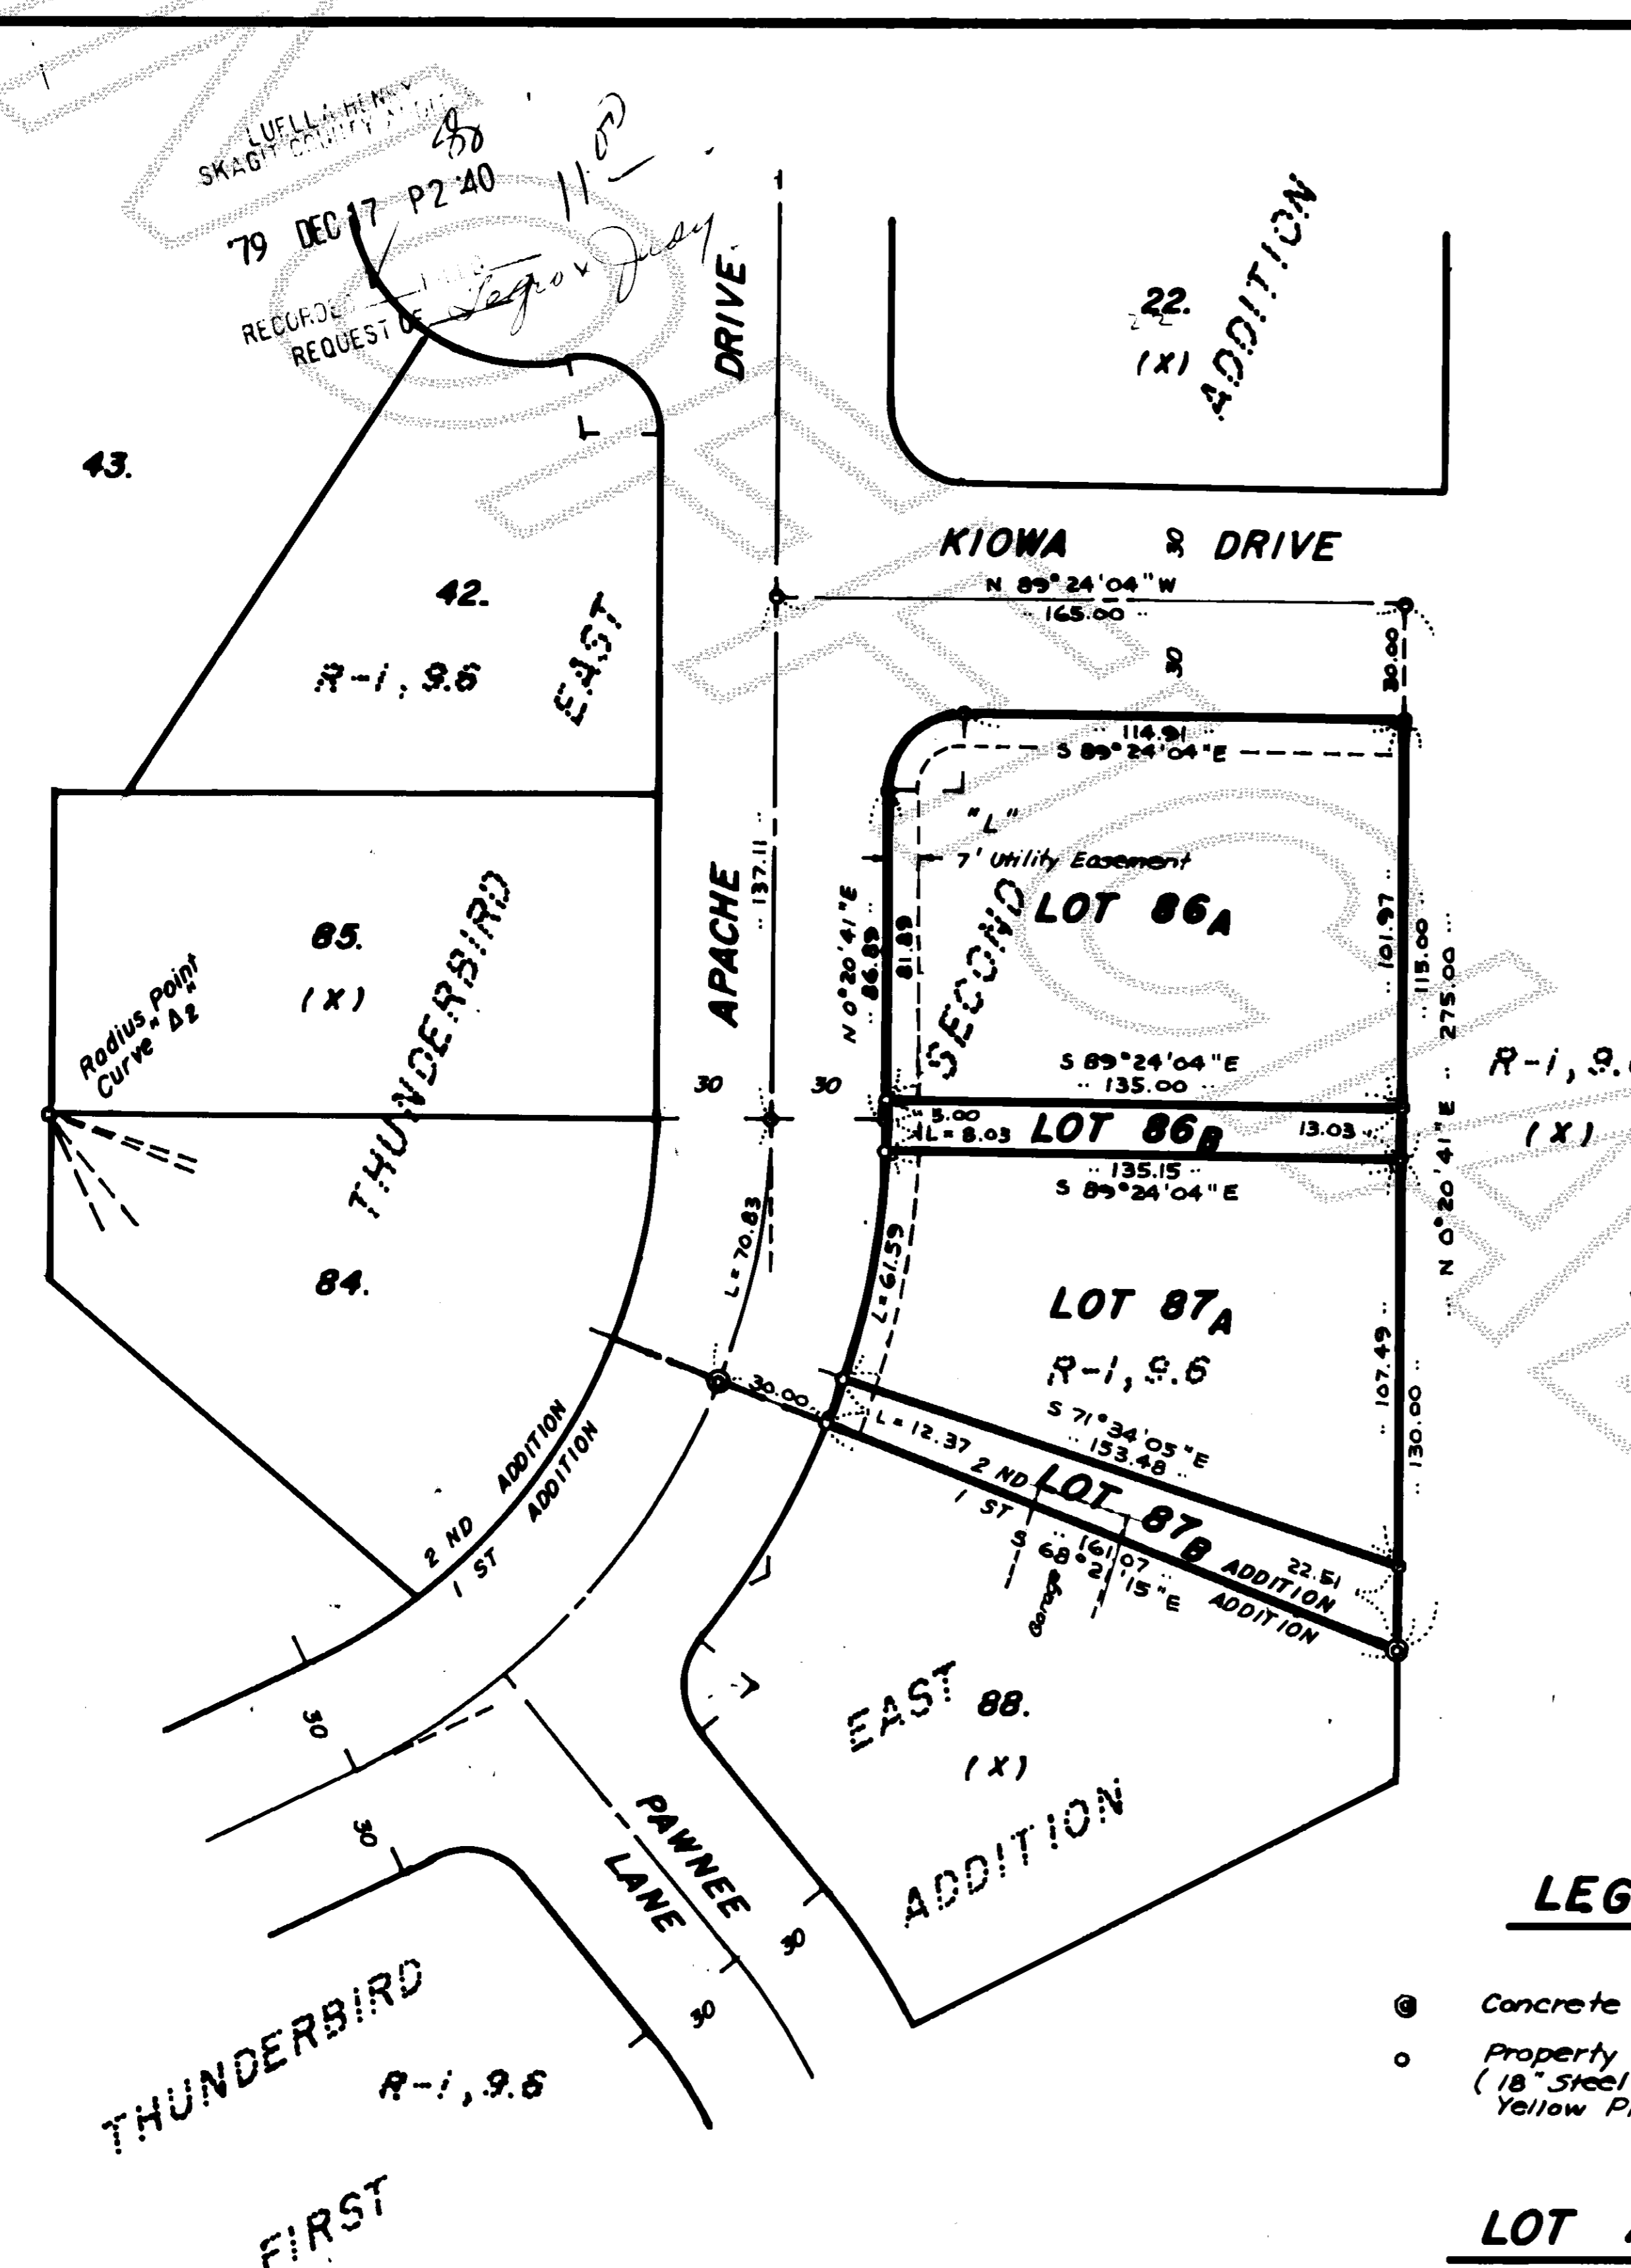 LUELLA HENRY
SKAGIT COUNTY
'79 DEC 17 P2:40
RECORDED
REQUEST OF
DRIVE.
22.
(X)
ADDITION
43.
KIOWA 30 DRIVE
N 89°24'04"W
165.00
30
30.00
42.
R-1, 9.6
EAST
114.91
S 89°24'04"E
"L"
7' Utility Easement
LOT 86A
APACHE
137.11
N 0°20'41"E
86.89
81.89
SECOND
101.97
115.00
N 0°20'41"E 275.00
85.
(X)
THUNDERBIRD
Radius Point
Curve "Δ2"
S 89°24'04"E
135.00
30
30
5.00
L=8.03
LOT 86B
13.03
135.15
S 89°24'04"E
(X)
84.
L=70.83
L=61.59
LOT 87A
R-1, 9.6
107.49
130.00
30.00
S 71°34'05"E
153.48
L=12.37
2 ND
LOT 87B
ADDITION
22.51
1 ST
161.07
S 68°21'15"E
ADDITION
Garage
2 ND ADDITION
1 ST ADDITION
EAST
88.
(X)
ADDITION
30
30
PAWNEE
LANE
30
30
THUNDERBIRD
R-1, 9.6
FIRST
Concrete
Property
(18" Steel
Yellow
LOT